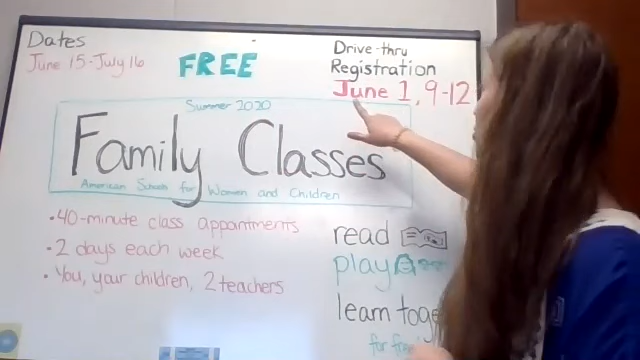 Dates
June 15-July 16
FREE
Drive-thru
Registration
June 1, 9-12
Summer 2020
Family Classes
American Schools for Women and Children
• 40-minute class appointments
• 2 days each week
• You, your children, 2 teachers
read
play
learn
for